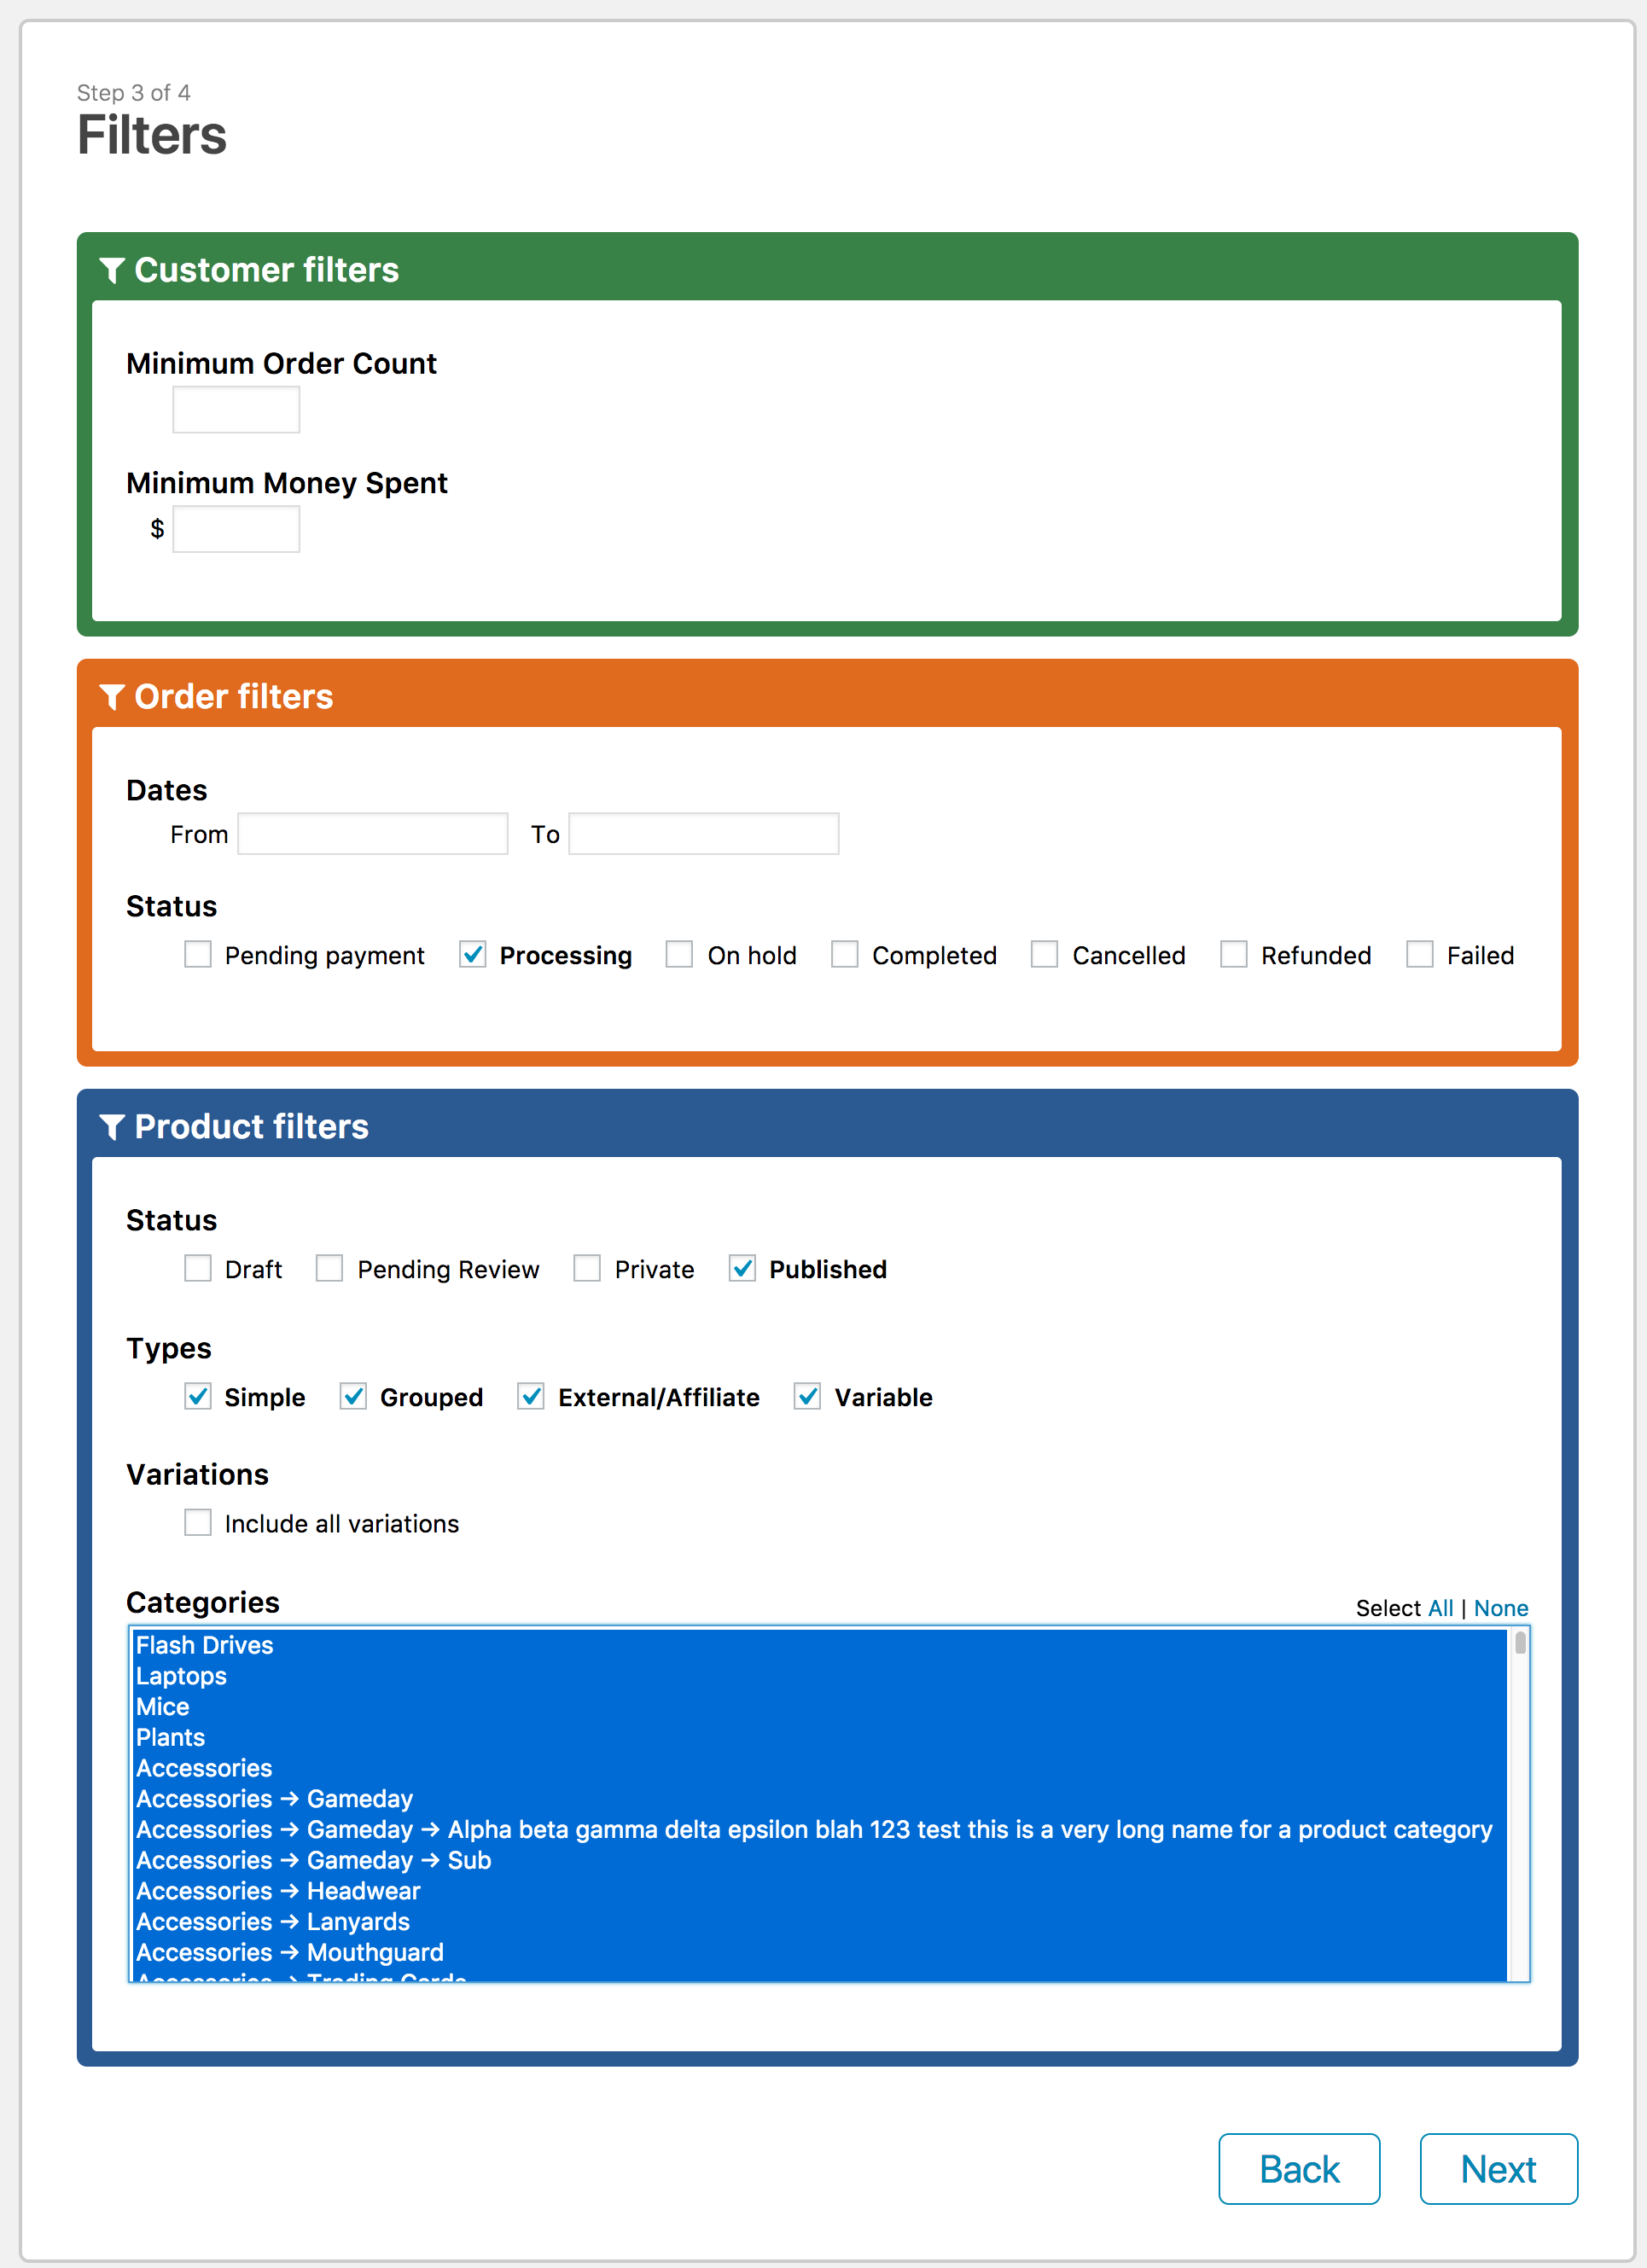 Step 3 of 4
Filters
Customer filters
Minimum Order Count
Minimum Money Spent
$
Order filters
Dates
From To
Status
Pending payment Processing On hold Completed Cancelled Refunded Failed
Product filters
Status
Draft Pending Review Private Published
Types
Simple Grouped External/Affiliate Variable
Variations
Include all variations
Categories Select All | None
Flash Drives
Laptops
Mice
Plants
Accessories
Accessories → Gameday
Accessories → Gameday → Alpha beta gamma delta epsilon blah 123 test this is a very long name for a product category
Accessories → Gameday → Sub
Accessories → Headwear
Accessories → Lanyards
Accessories → Mouthguard
Accessories → Trading Cards
Back Next